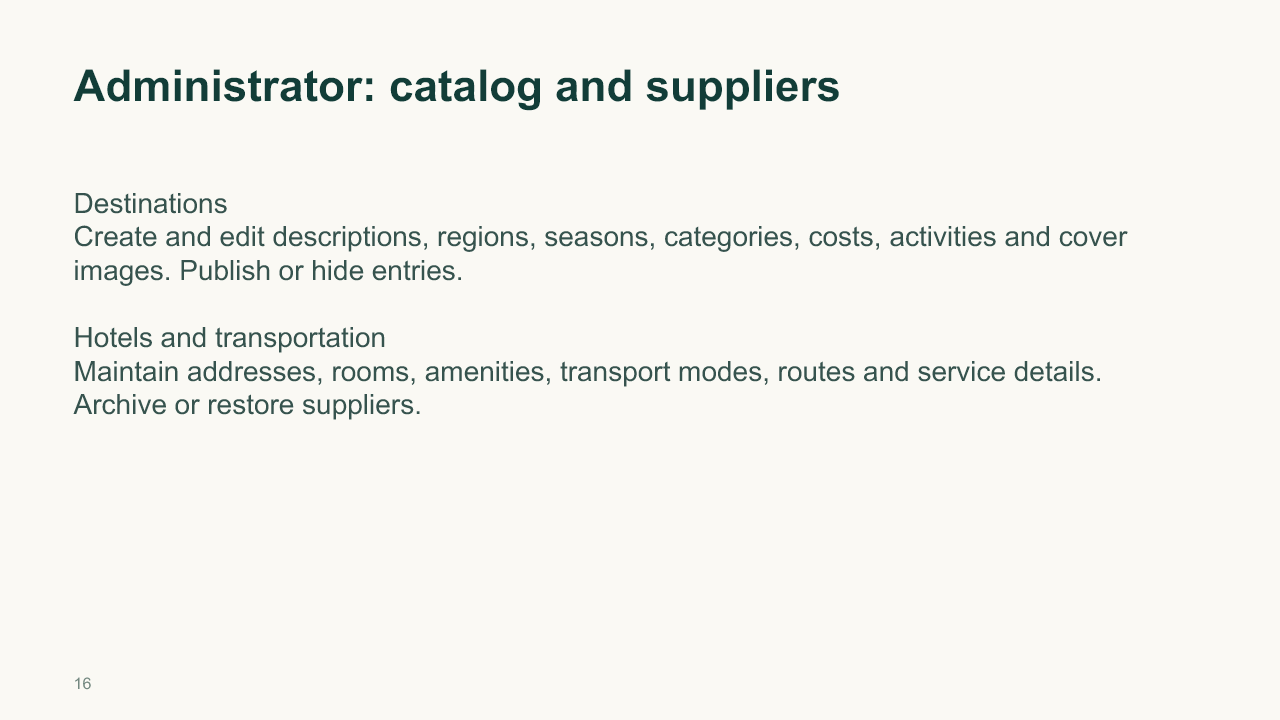 Administrator: catalog and suppliers
Destinations
Create and edit descriptions, regions, seasons, categories, costs, activities and cover
images. Publish or hide entries.
Hotels and transportation
Maintain addresses, rooms, amenities, transport modes, routes and service details.
Archive or restore suppliers.
16